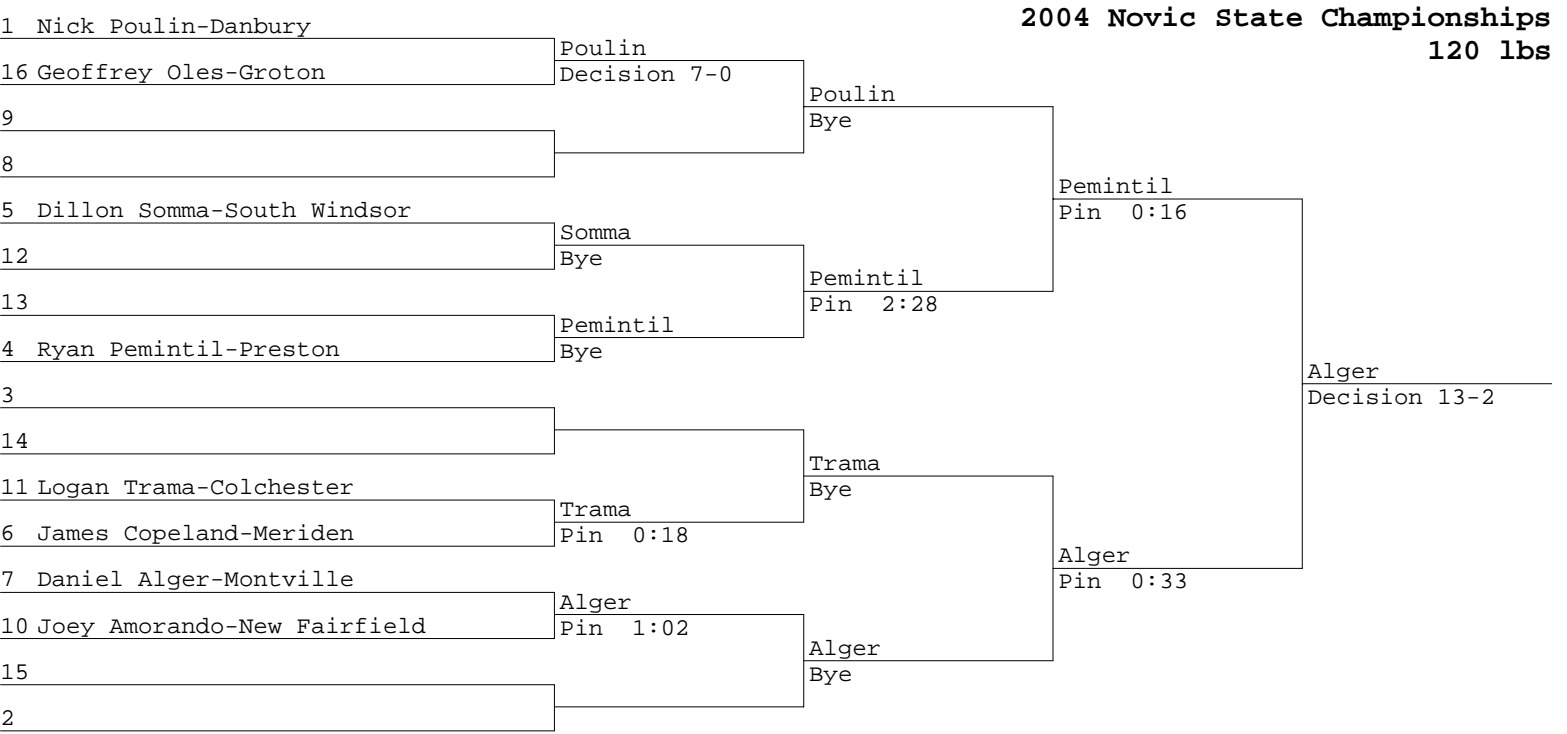 2004 Novic State Championships
120 lbs
1 Nick Poulin-Danbury
16 Geoffrey Oles-Groton
9
8
5 Dillon Somma-South Windsor
12
13
4 Ryan Pemintil-Preston
3
14
11 Logan Trama-Colchester
6 James Copeland-Meriden
7 Daniel Alger-Montville
10 Joey Amorando-New Fairfield
15
2
Poulin
Decision 7-0
Somma
Bye
Pemintil
Bye
Trama
Pin 0:18
Alger
Pin 1:02
Poulin
Bye
Pemintil
Pin 2:28
Trama
Bye
Alger
Bye
Pemintil
Pin 0:16
Alger
Pin 0:33
Alger
Decision 13-2